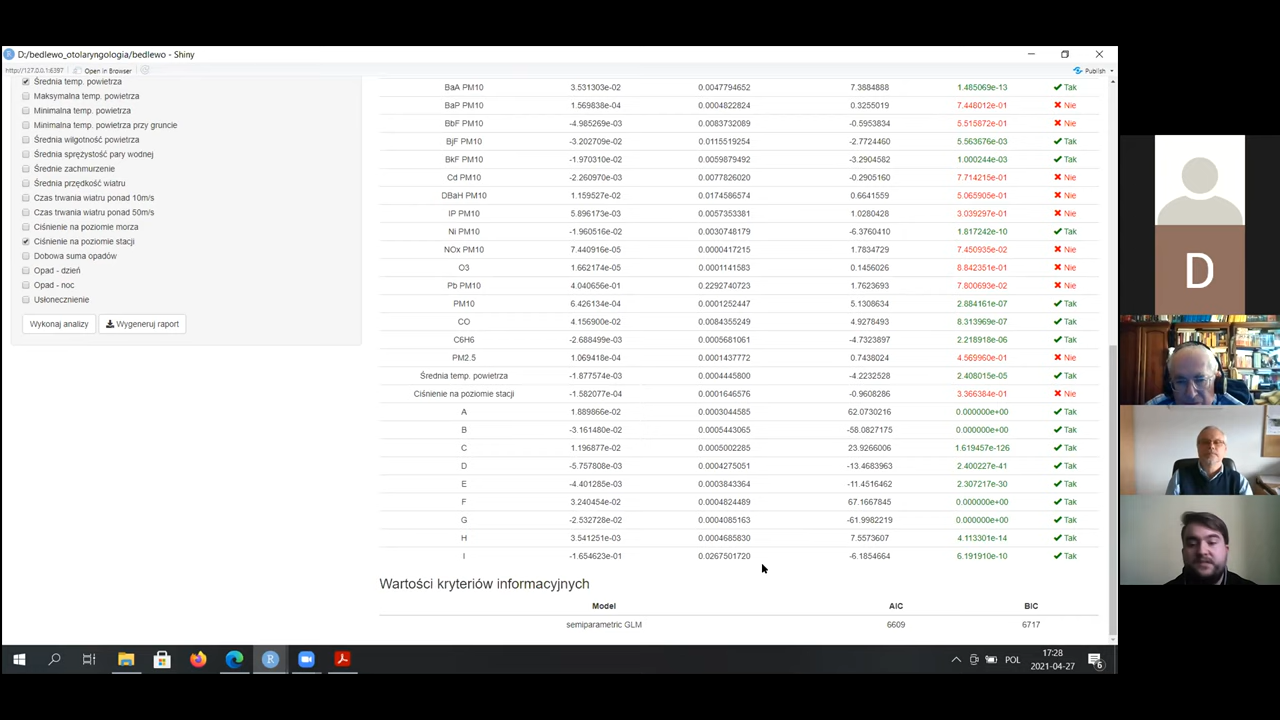 D:/bedlewo_otolaryngologia/bedlewo - Shiny
http://127.0.0.1:6397 Open in Browser Publish
Średnia temp. powietrza
Maksymalna temp. powietrza
Minimalna temp. powietrza
Minimalna temp. powietrza przy gruncie
Średnia wilgotność powietrza
Średnia sprężystość pary wodnej
Średnie zachmurzenie
Średnia przędkość wiatru
Czas trwania wiatru ponad 10m/s
Czas trwania wiatru ponad 50m/s
Ciśnienie na poziomie morza
Ciśnienie na poziomie stacji
Dobowa suma opadów
Opad - dzień
Opad - noc
Usłonecznienie
Wykonaj analizy Wygeneruj raport
BaA PM10 3.531303e-02 0.0047794652 7.3884888 1.485069e-13 Tak
BaP PM10 1.569838e-04 0.0004822824 0.3255019 7.448012e-01 Nie
BbF PM10 -4.985269e-03 0.0083732089 -0.5953834 5.515872e-01 Nie
BjF PM10 -3.202709e-02 0.0115519254 -2.7724460 5.563676e-03 Tak
BkF PM10 -1.970310e-02 0.0059879492 -3.2904582 1.000244e-03 Tak
Cd PM10 -2.260970e-03 0.0077826020 -0.2905160 7.714215e-01 Nie
DBaH PM10 1.159527e-02 0.0174586574 0.6641559 5.065905e-01 Nie
IP PM10 5.896173e-03 0.0057353381 1.0280428 3.039297e-01 Nie
Ni PM10 -1.960516e-02 0.0030748179 -6.3760410 1.817242e-10 Tak
NOx PM10 7.440916e-05 0.0000417215 1.7834729 7.450935e-02 Nie
O3 1.662174e-05 0.0001141583 0.1456026 8.842351e-01 Nie
Pb PM10 4.040656e-01 0.2292740723 1.7623693 7.800693e-02 Nie
PM10 6.426134e-04 0.0001252447 5.1308634 2.884161e-07 Tak
CO 4.156900e-02 0.0084355249 4.9278493 8.313969e-07 Tak
C6H6 -2.688499e-03 0.0005681061 -4.7323897 2.218918e-06 Tak
PM2.5 1.069418e-04 0.0001437772 0.7438024 4.569960e-01 Nie
Średnia temp. powietrza -1.877574e-03 0.0004445800 -4.2232528 2.408015e-05 Tak
Ciśnienie na poziomie stacji -1.582077e-04 0.0001646576 -0.9608286 3.366384e-01 Nie
A 1.889866e-02 0.0003044585 62.0730216 0.000000e+00 Tak
B -3.161480e-02 0.0005443065 -58.0827175 0.000000e+00 Tak
C 1.196877e-02 0.0005002285 23.9266006 1.619457e-126 Tak
D -5.757808e-03 0.0004275051 -13.4683963 2.400227e-41 Tak
E -4.401285e-03 0.0003843364 -11.4516462 2.307217e-30 Tak
F 3.240454e-02 0.0004824489 67.1667845 0.000000e+00 Tak
G -2.532728e-02 0.0004085163 -61.9982219 0.000000e+00 Tak
H 3.541251e-03 0.0004685830 7.5573607 4.113301e-14 Tak
I -1.654623e-01 0.0267501720 -6.1854664 6.191910e-10 Tak
Wartości kryteriów informacyjnych
Model AIC BIC
semiparametric GLM 6609 6717
D
POL 17:28
2021-04-27
6